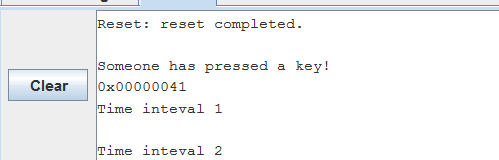 Reset: reset completed.
Someone has pressed a key!
Clear
0x00000041
Time inteval 1
Time inteval 2